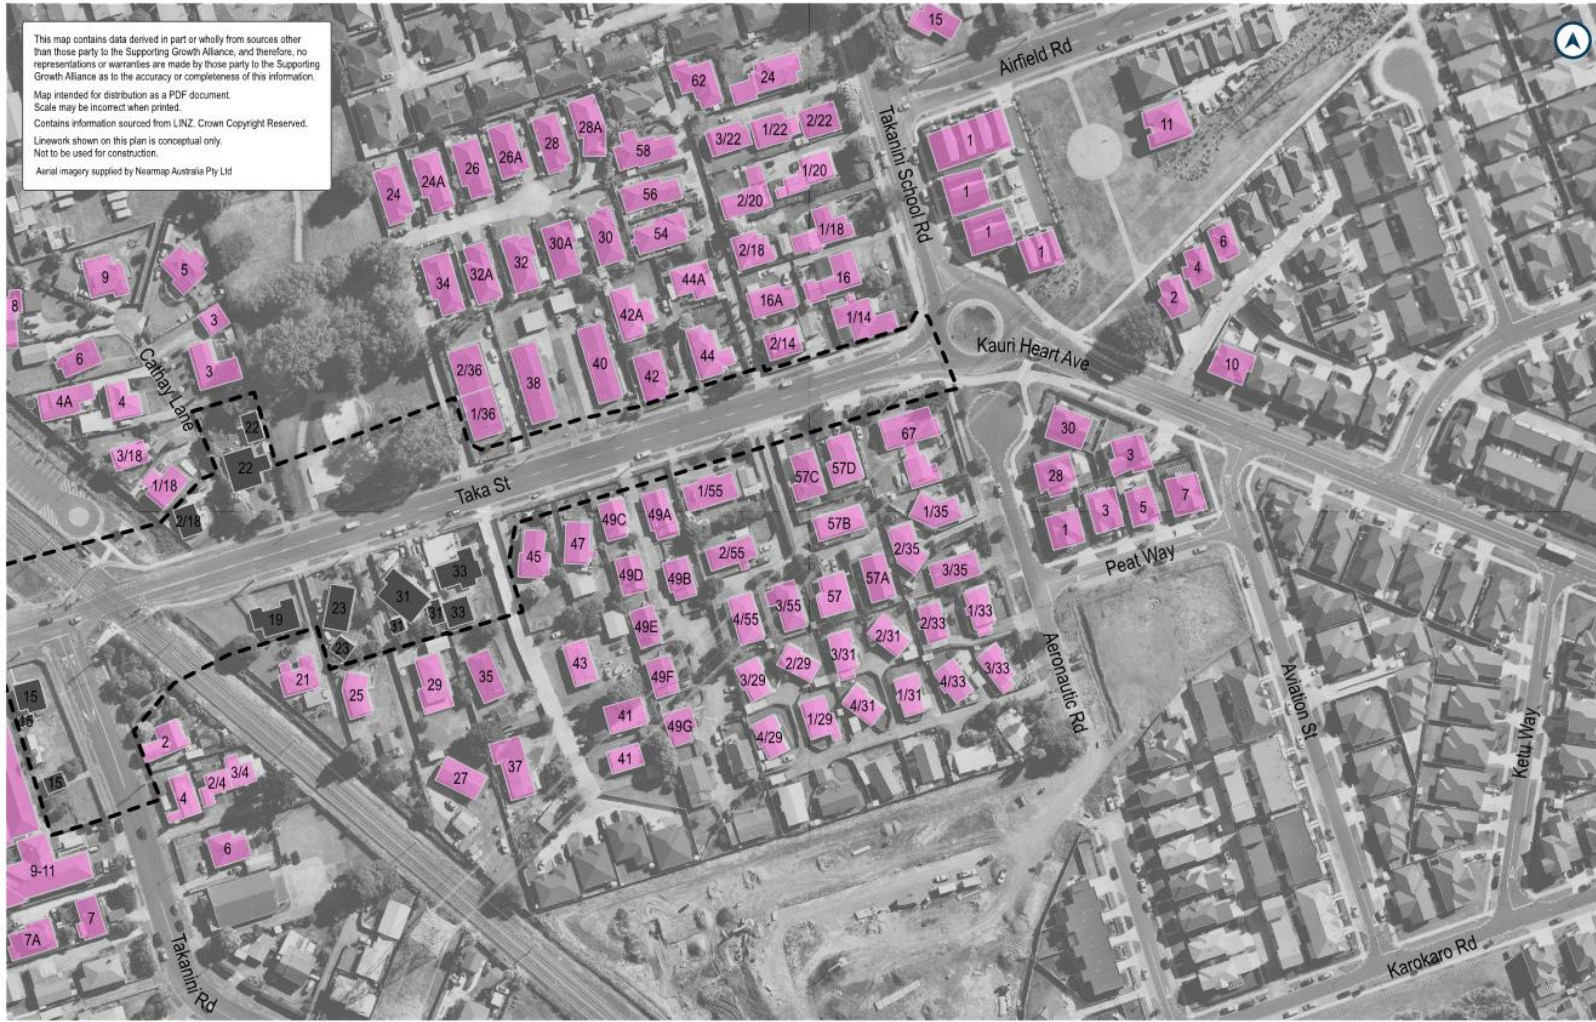 This map contains data derived in part or wholly from sources other
than those party to the Supporting Growth Alliance, and therefore, no
representations or warranties are made by those party to the Supporting
Growth Alliance as to the accuracy or completeness of this information.
Map intended for distribution as a PDF document.
Scale may be incorrect when printed.
Contains information sourced from LINZ. Crown Copyright Reserved.
Linework shown on this plan is conceptual only.
Not to be used for construction.
Aerial imagery supplied by Nearmap Australia Pty Ltd
15
Airfield Rd
62
24
Takanini School Rd
11
1
1
1
1
28A
28
26A
26
24A
24
58
56
54
3/22
1/22
2/22
1/20
2/20
1/18
2/18
16
16A
1/14
2/14
30
30A
32
32A
34
44A
42A
44
42
40
38
2/36
1/36
6
4
2
10
Kauri Heart Ave
9
5
8
3
3
6
4A
4
Cathay Lane
22
22
3/18
1/18
2/18
Taka St
67
57C
57D
57B
1/55
49A
49C
47
45
30
28
3
1
3
5
7
Peat Way
1/35
2/35
3/35
57A
57
2/55
49B
49D
33
33
31
31
31
23
23
19
3/55
4/55
49E
1/33
2/33
2/31
3/31
2/29
3/29
49F
43
35
29
25
21
3/33
4/33
1/31
4/31
1/29
4/29
49G
41
41
37
27
Aeronautic Rd
Aviation St
Ketu Way
15
15
15
2
4
2/4
3/4
6
9-11
7
7A
Takanini Rd
Karokaro Rd